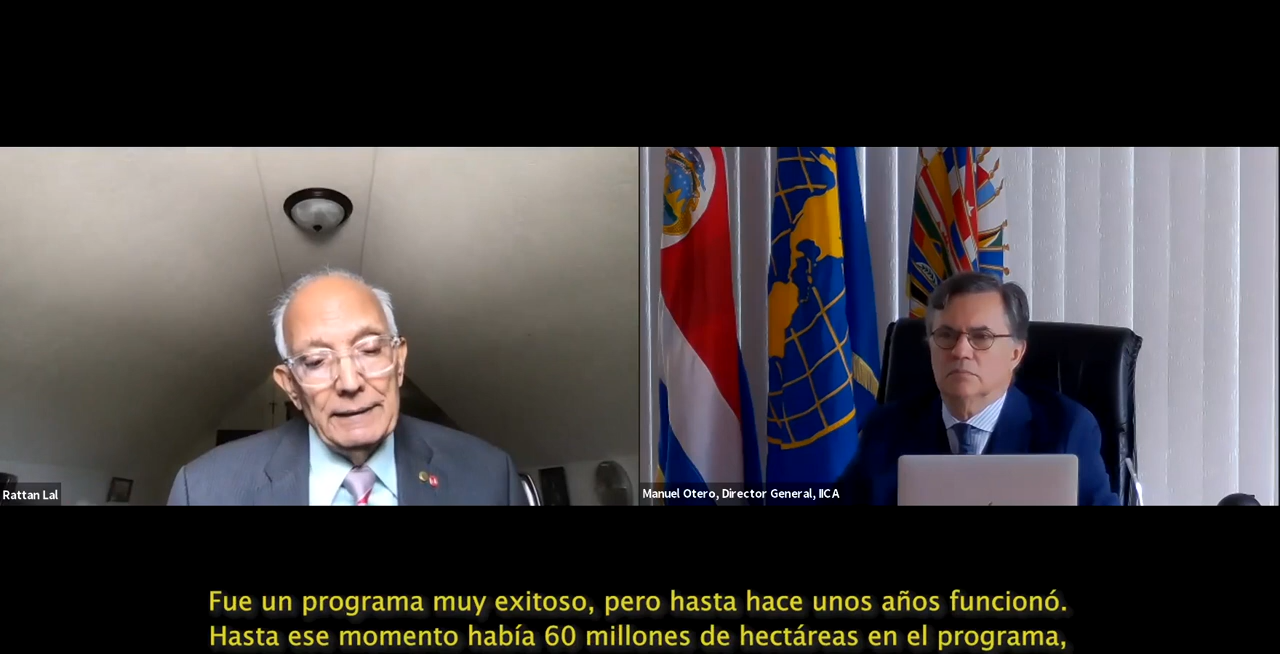 Rattan Lal
Manuel Otero, Director General, IICA
Fue un programa muy exitoso, pero hasta hace unos años funcionó.
Hasta ese momento había 60 millones de hectáreas en el programa,